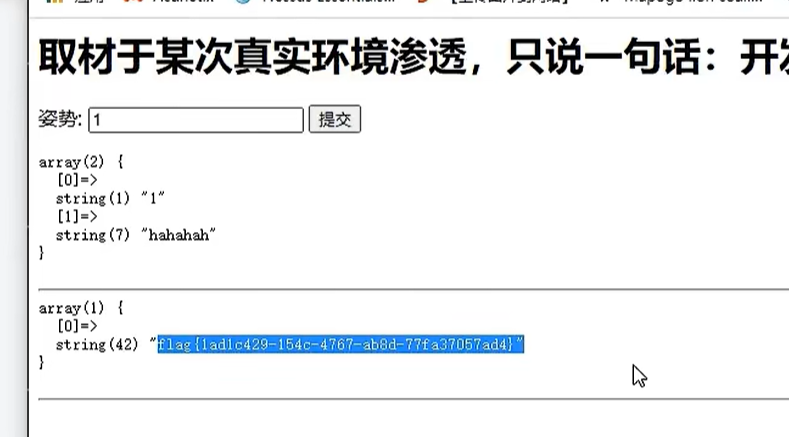 取材于某次真实环境渗透，只说一句话：开
姿势: 1 提交
array(2) {
[0]=>
string(1) "1"
[1]=>
string(7) "hahahah"
}
array(1) {
[0]=>
string(42) "flag{1ad1c429-154c-4767-ab8d-77fa37057ad4}"
}